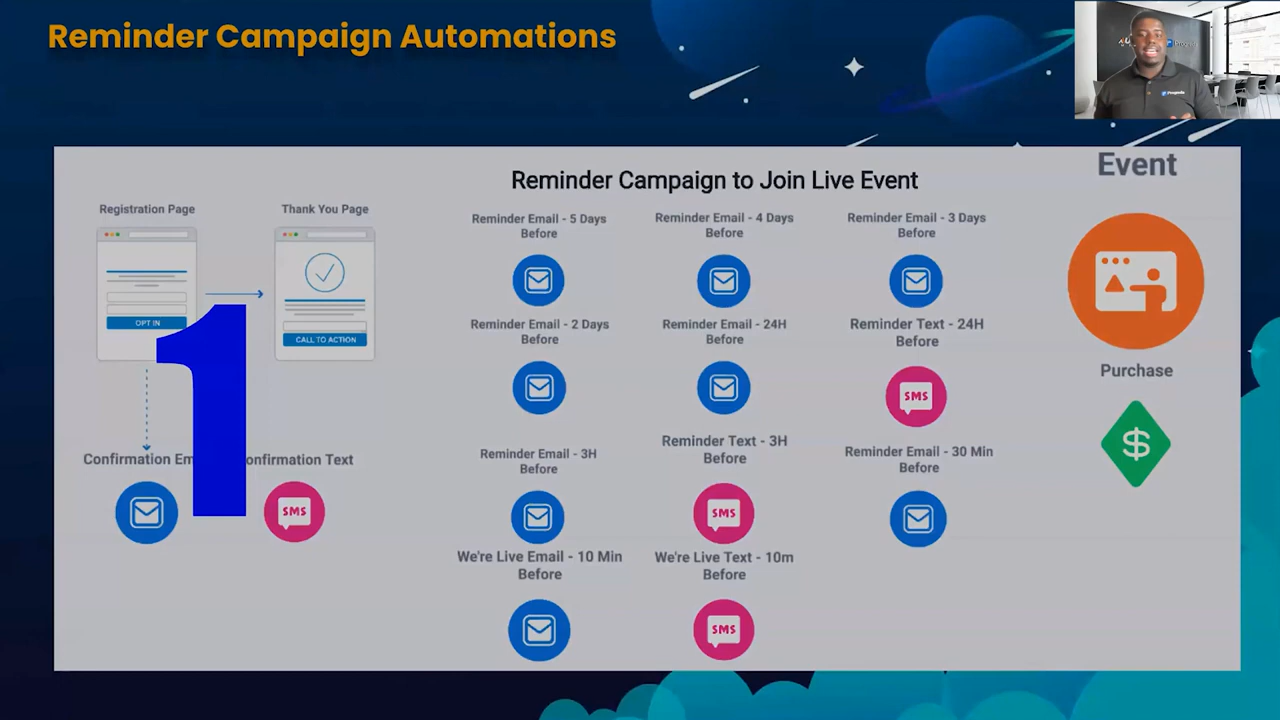 Reminder Campaign Automations
Event
Reminder Campaign to Join Live Event
Registration Page
Thank You Page
OPT IN
CALL TO ACTION
Confirmation Em
onfirmation Text
SMS
1
Reminder Email - 5 Days
Before
Reminder Email - 4 Days
Before
Reminder Email - 3 Days
Before
Reminder Email - 2 Days
Before
Reminder Email - 24H
Before
Reminder Text - 24H
Before
SMS
Reminder Email - 3H
Before
Reminder Text - 3H
Before
SMS
Reminder Email - 30 Min
Before
We're Live Email - 10 Min
Before
We're Live Text - 10m
Before
SMS
Purchase
$